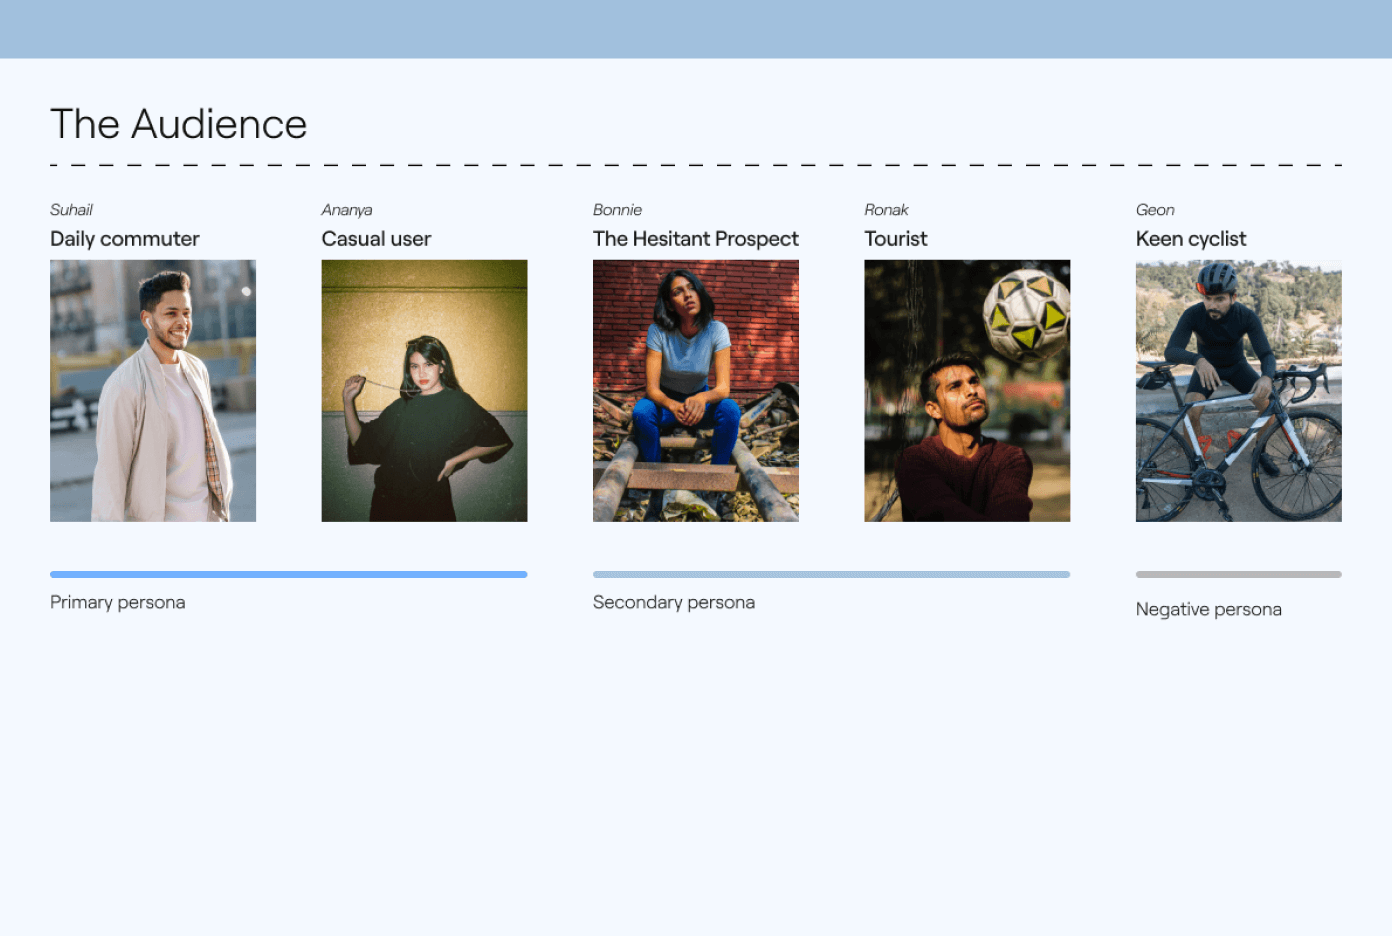 The Audience
Suhail
Daily commuter
Ananya
Casual user
Bonnie
The Hesitant Prospect
Ronak
Tourist
Geon
Keen cyclist
Primary persona
Secondary persona
Negative persona